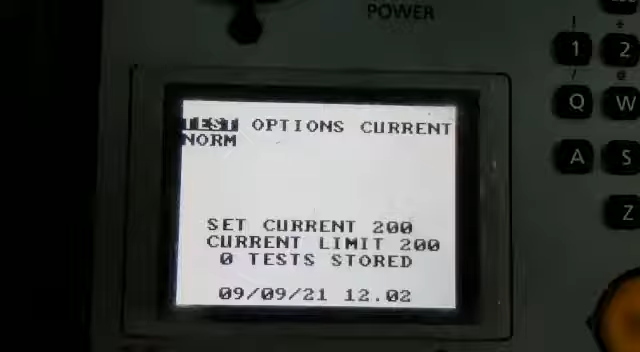 POWER
TEST OPTIONS CURRENT
NORM
SET CURRENT 200
CURRENT LIMIT 200
0 TESTS STORED
09/09/21 12.02
! *
1 2
/ @
Q W
A S
Z